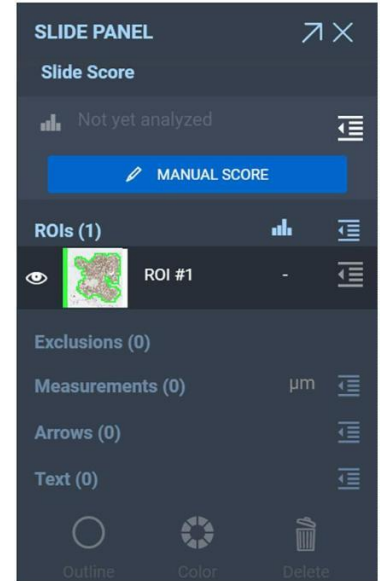 SLIDE PANEL
Slide Score
Not yet analyzed
MANUAL SCORE
ROIs (1)
ROI #1 -
Exclusions (0)
Measurements (0) μm
Arrows (0)
Text (0)
Outline Color Delete